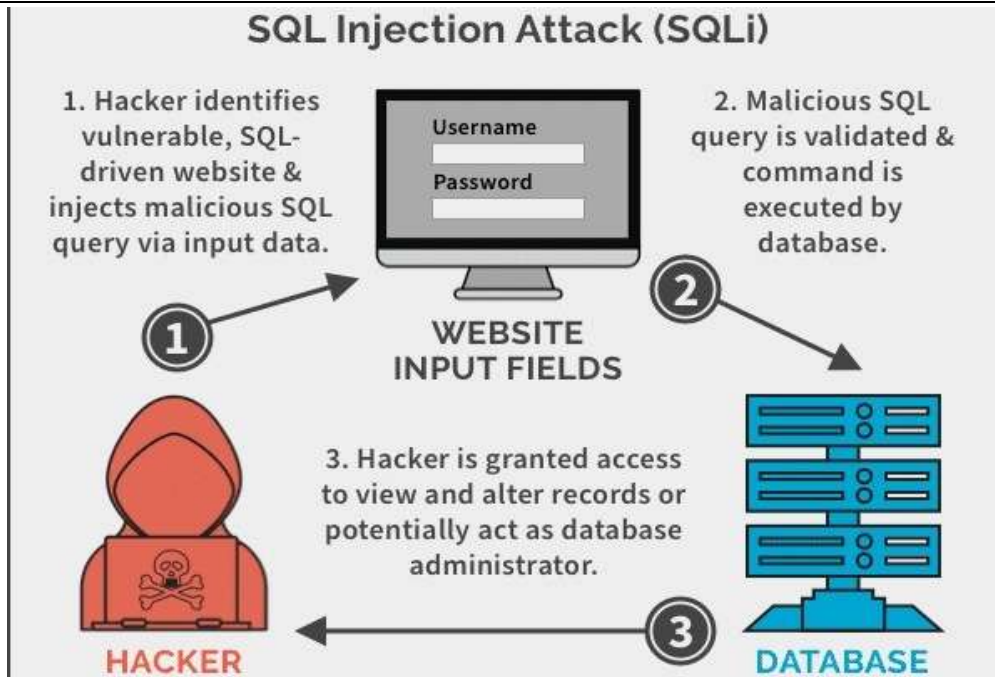 SQL Injection Attack (SQLi)
1. Hacker identifies
vulnerable, SQL-
driven website &
injects malicious SQL
query via input data.
Username
Password
2. Malicious SQL
query is validated &
command is
executed by
database.
1
2
WEBSITE
INPUT FIELDS
3. Hacker is granted access
to view and alter records or
potentially act as database
administrator.
3
HACKER
DATABASE